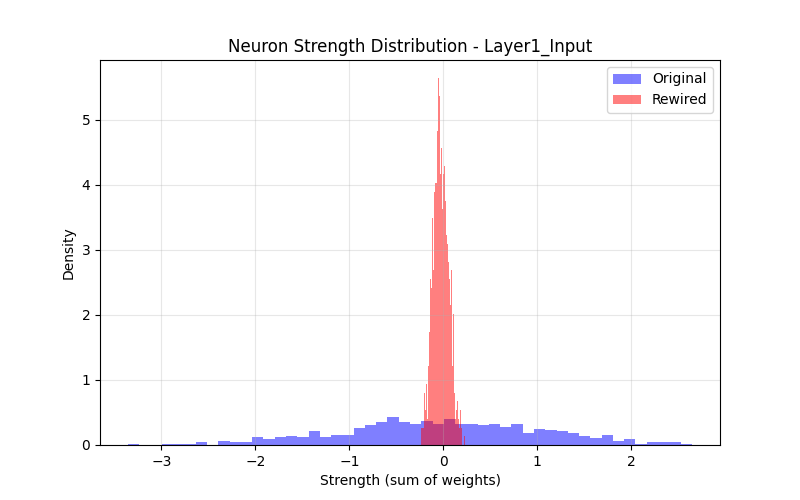 Neuron Strength Distribution - Layer1_Input
Original
Rewired
Density
5
4
3
2
1
0
−3
−2
−1
0
1
2
Strength (sum of weights)